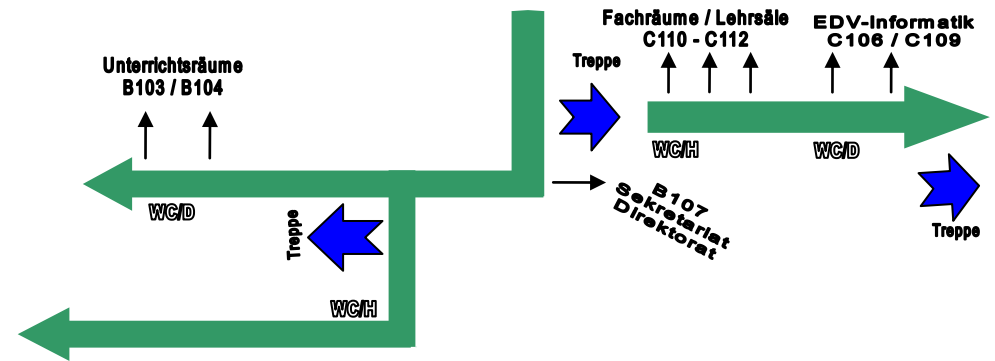 Fachräume / Lehrsäle
C110 - C112
EDV-Informatik
C106 / C109
Treppe
Unterrichtsräume
B103 / B104
WC/H
WC/D
B107
Sekretariat
Direktorat
WC/D
Treppe
Treppe
WC/H